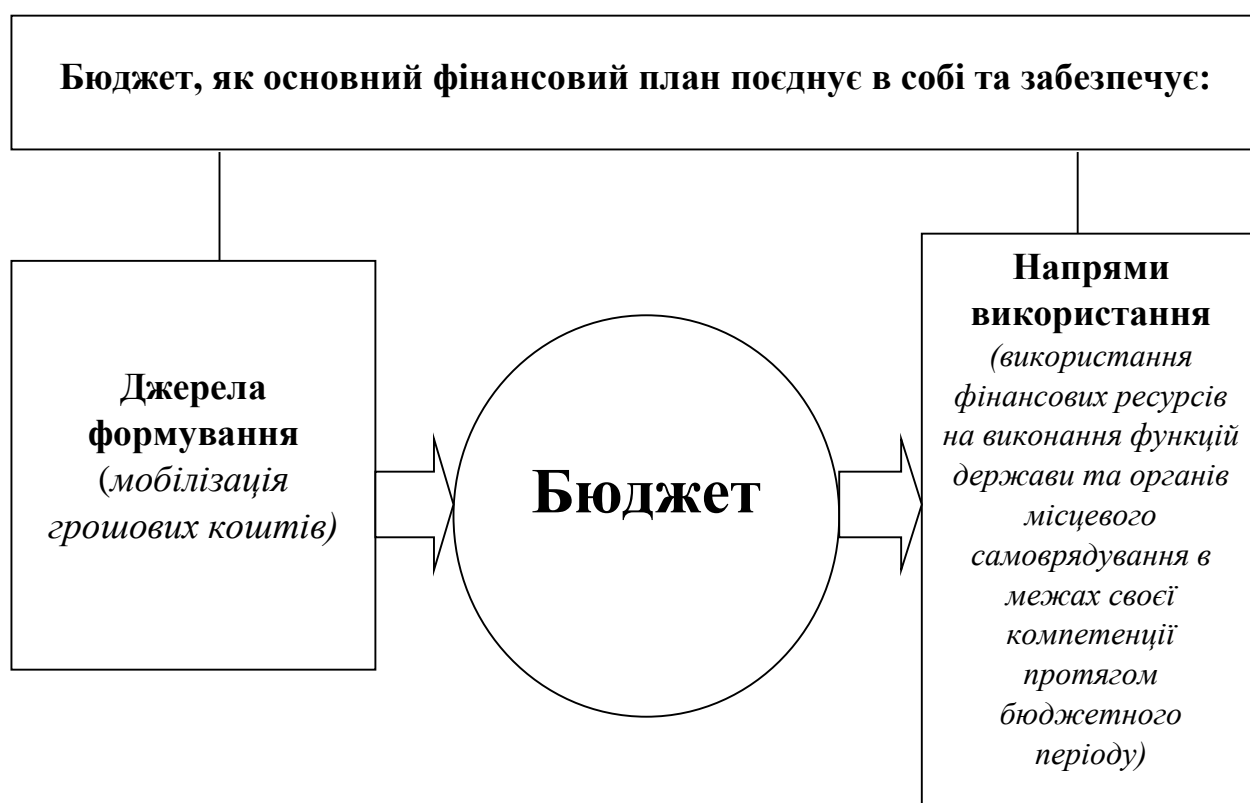 Бюджет, як основний фінансовий план поєднує в собі та забезпечує:
Джерела
формування
(мобілізація
грошових коштів)
Бюджет
Напрями
використання
(використання
фінансових ресурсів
на виконання функцій
держави та органів
місцевого
самоврядування в
межах своєї
компетенції
протягом
бюджетного
періоду)